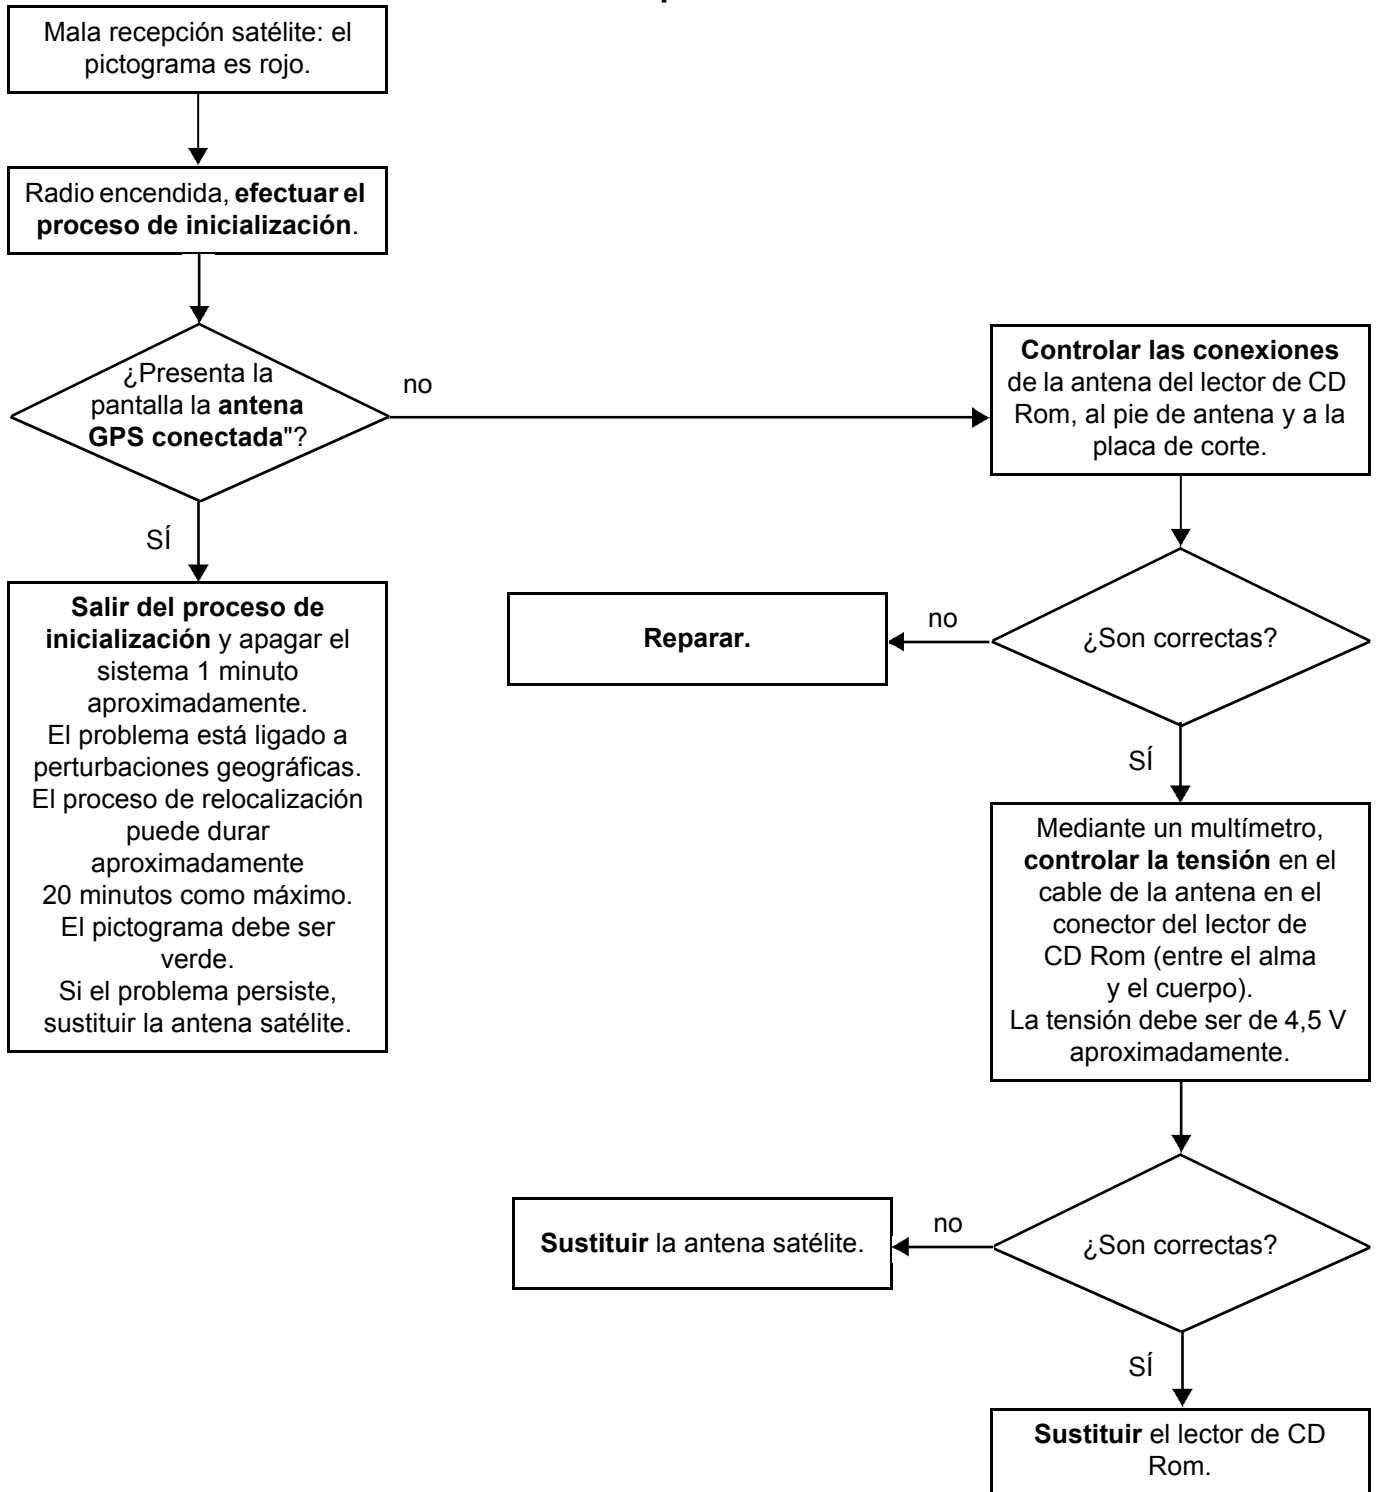 Mala recepción satélite: el
pictograma es rojo.
Radio encendida, efectuar el
proceso de inicialización.
¿Presenta la
pantalla la antena
GPS conectada"?
no
SÍ
Salir del proceso de
inicialización y apagar el
sistema 1 minuto
aproximadamente.
El problema está ligado a
perturbaciones geográficas.
El proceso de relocalización
puede durar
aproximadamente
20 minutos como máximo.
El pictograma debe ser
verde.
Si el problema persiste,
sustituir la antena satélite.
Controlar las conexiones
de la antena del lector de CD
Rom, al pie de antena y a la
placa de corte.
¿Son correctas?
no
Reparar.
SÍ
Mediante un multímetro,
controlar la tensión en el
cable de la antena en el
conector del lector de
CD Rom (entre el alma
y el cuerpo).
La tensión debe ser de 4,5 V
aproximadamente.
¿Son correctas?
no
Sustituir la antena satélite.
SÍ
Sustituir el lector de CD
Rom.